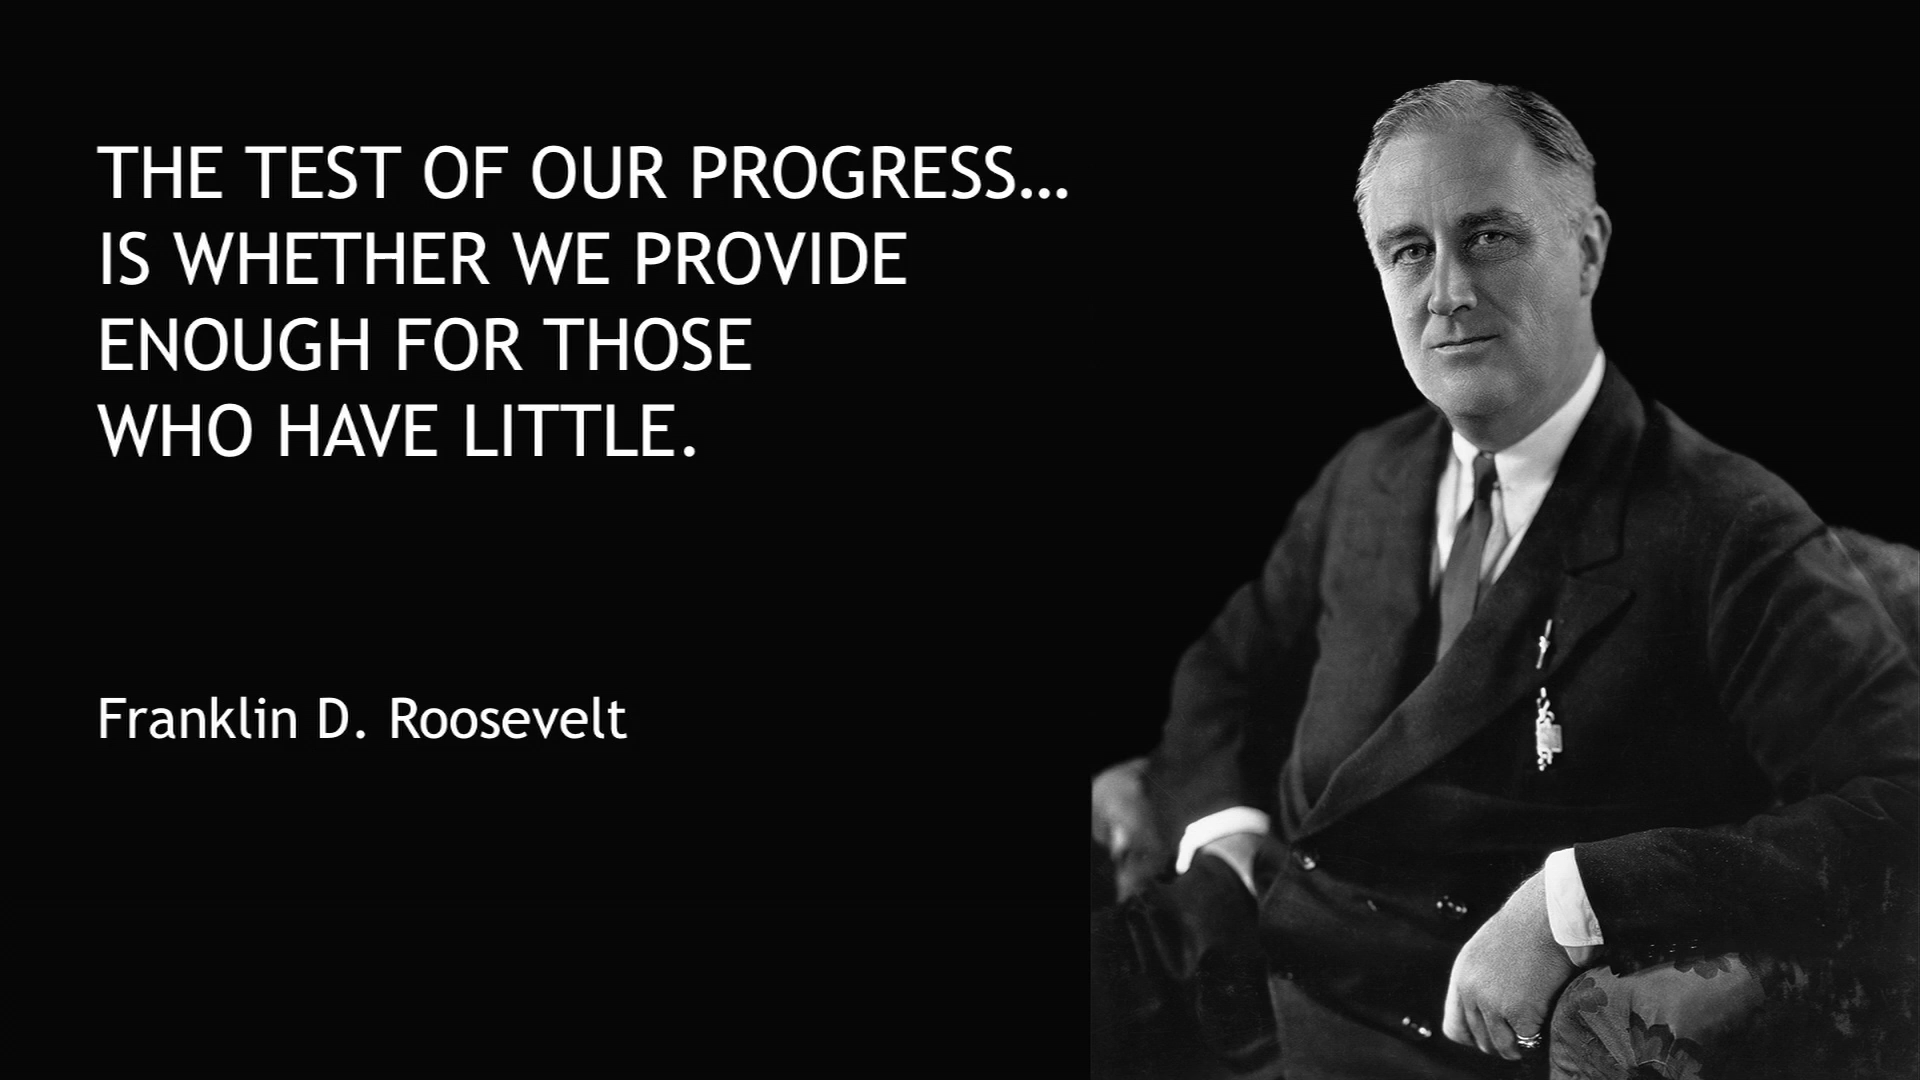 THE TEST OF OUR PROGRESS...
IS WHETHER WE PROVIDE
ENOUGH FOR THOSE
WHO HAVE LITTLE.
Franklin D. Roosevelt